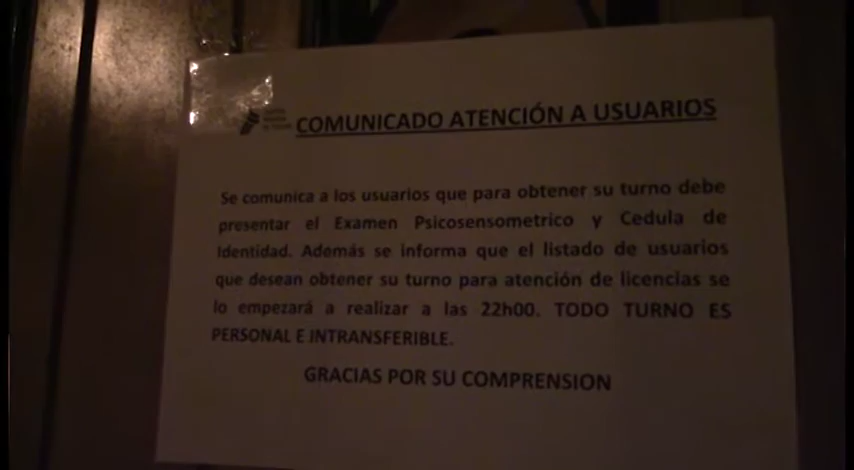 COMUNICADO ATENCIÓN A USUARIOS
Se comunica a los usuarios que para obtener su turno debe
presentar el Examen Psicosensometrico y Cedula de
Identidad. Además se informa que el listado de usuarios
que desean obtener su turno para atención de licencias se
lo empezará a realizar a las 22h00. TODO TURNO ES
PERSONAL E INTRANSFERIBLE.
GRACIAS POR SU COMPRENSION